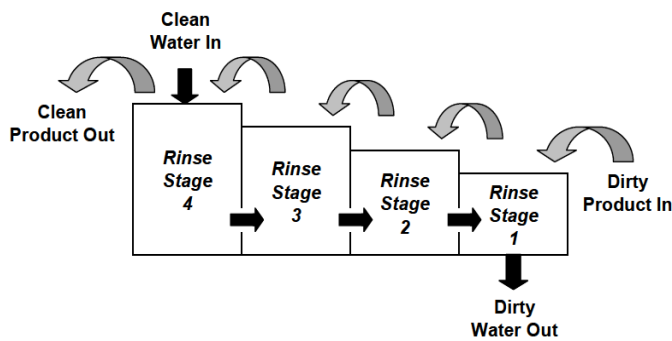 Clean
Water In
Clean
Product Out
Rinse
Stage
4
Rinse
Stage
3
Rinse
Stage
2
Rinse
Stage
1
Dirty
Product In
Dirty
Water Out